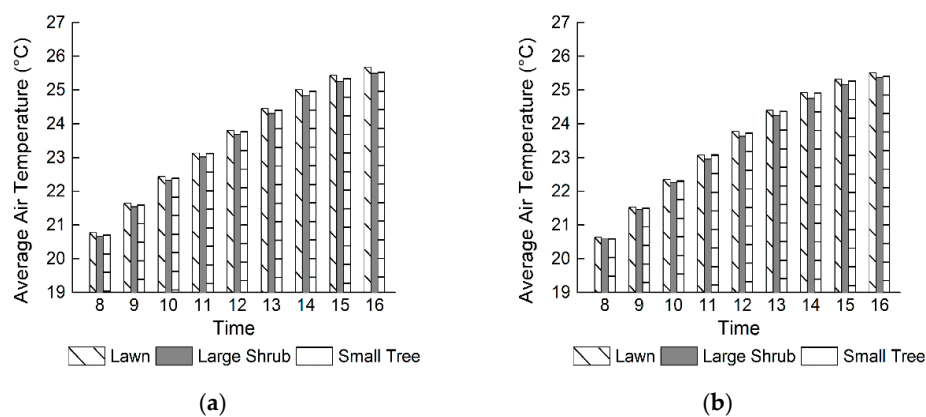 27
26
25
24
23
22
21
20
19
Average Air Temperature (°C)
8 9 10 11 12 13 14 15 16
Time
Lawn Large Shrub Small Tree
(a)
27
26
25
24
23
22
21
20
19
Average Air Temperature (°C)
8 9 10 11 12 13 14 15 16
Time
Lawn Large Shrub Small Tree
(b)